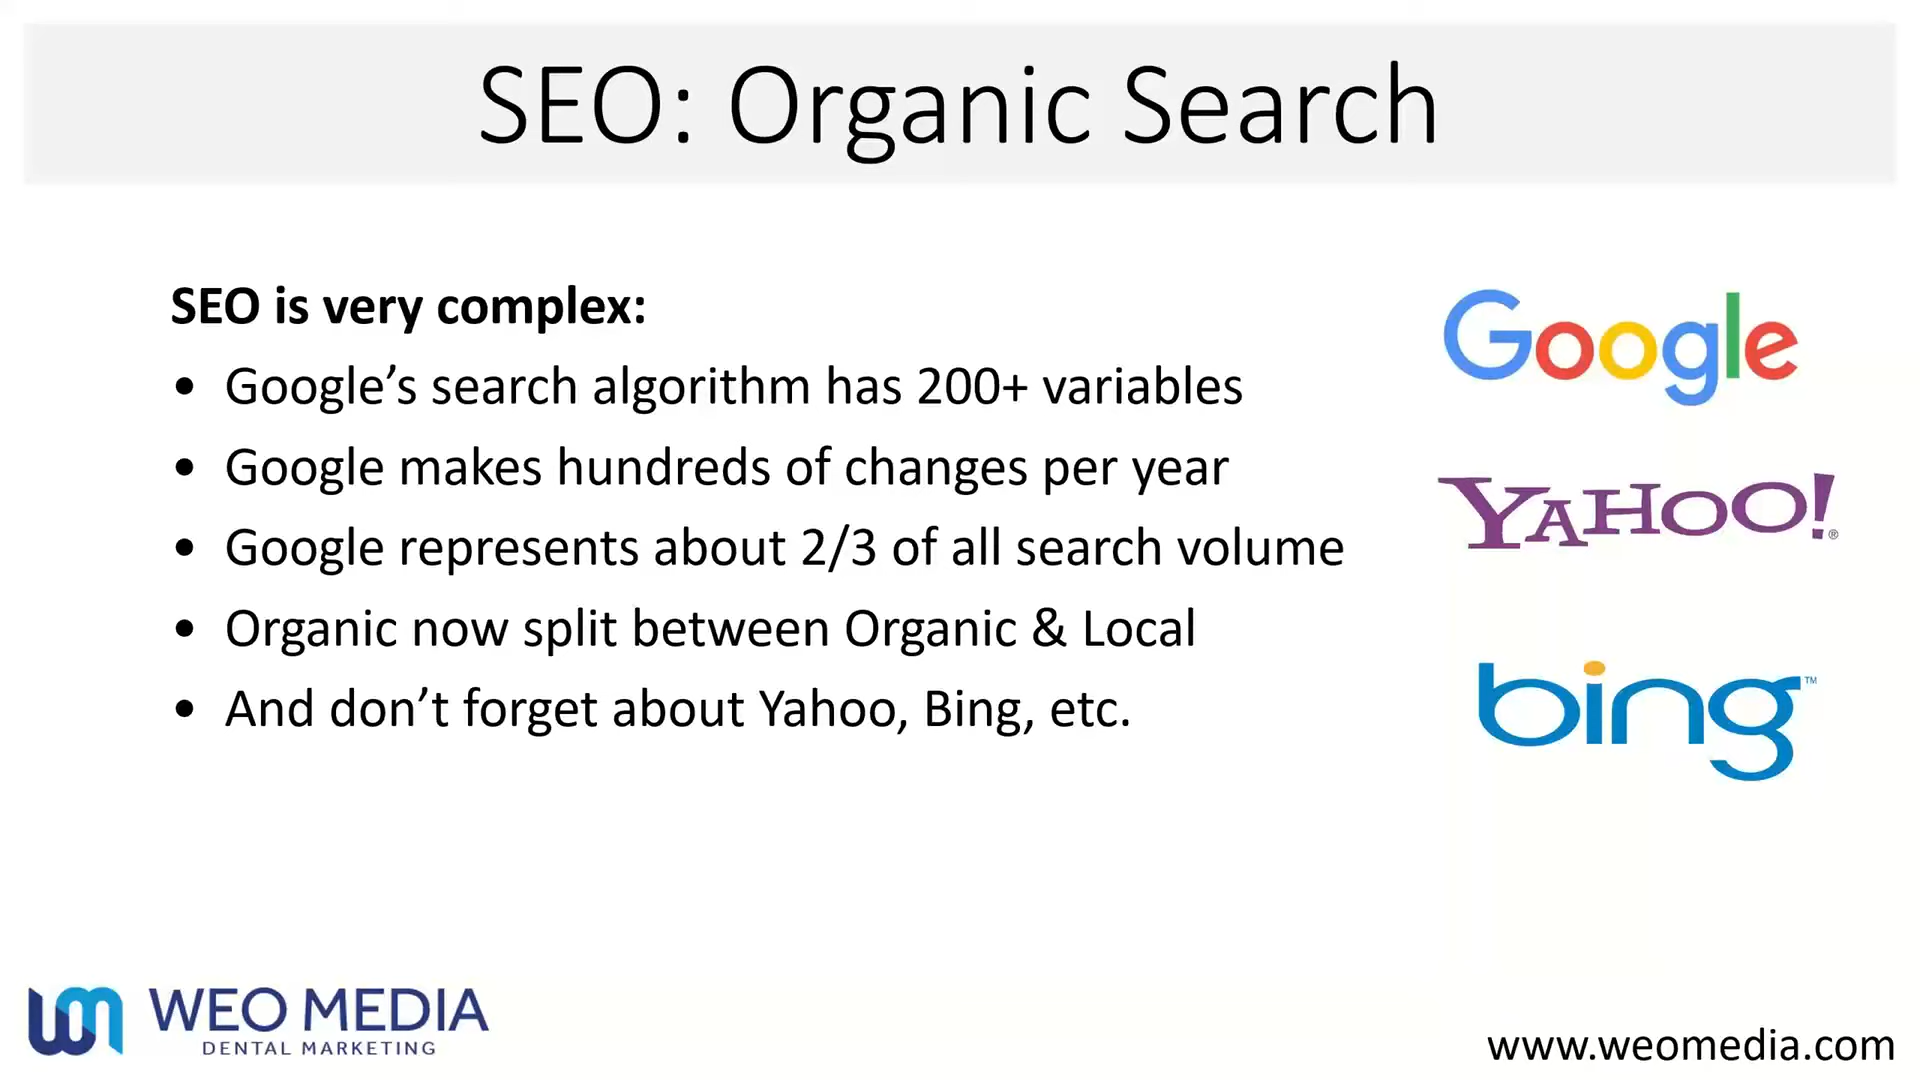 SEO: Organic Search
SEO is very complex:
• Google’s search algorithm has 200+ variables
• Google makes hundreds of changes per year
• Google represents about 2/3 of all search volume
• Organic now split between Organic & Local
• And don’t forget about Yahoo, Bing, etc.
Google
YAHOO!®
bing™
WEO MEDIA
DENTAL MARKETING
www.weomedia.com